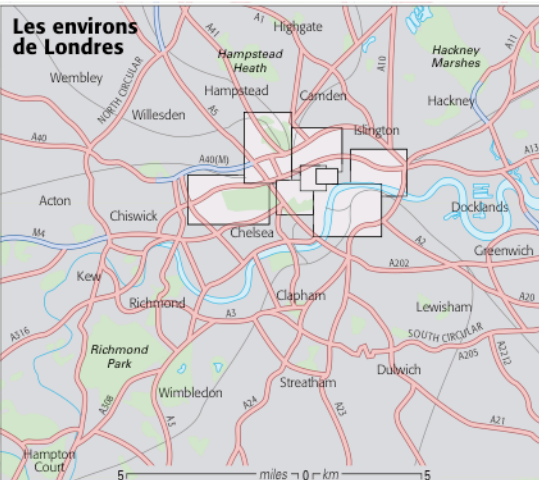 Les environs
de Londres
A41
A1
Highgate
A10
A11
Hampstead
Heath
Hackney
Marshes
Wembley
NORTH CIRCULAR
Hampstead
Camden
Hackney
Willesden
A5
Islington
A40
A40(M)
A13
Acton
Chiswick
Docklands
M4
Chelsea
A2
Greenwich
A202
Kew
Richmond
Clapham
Lewisham
A20
A3
A316
SOUTH CIRCULAR
A205
A2212
Richmond
Park
Dulwich
Streatham
Wimbledon
A308
A3
A24
A23
A21
Hampton
Court
5 miles 0 km 5